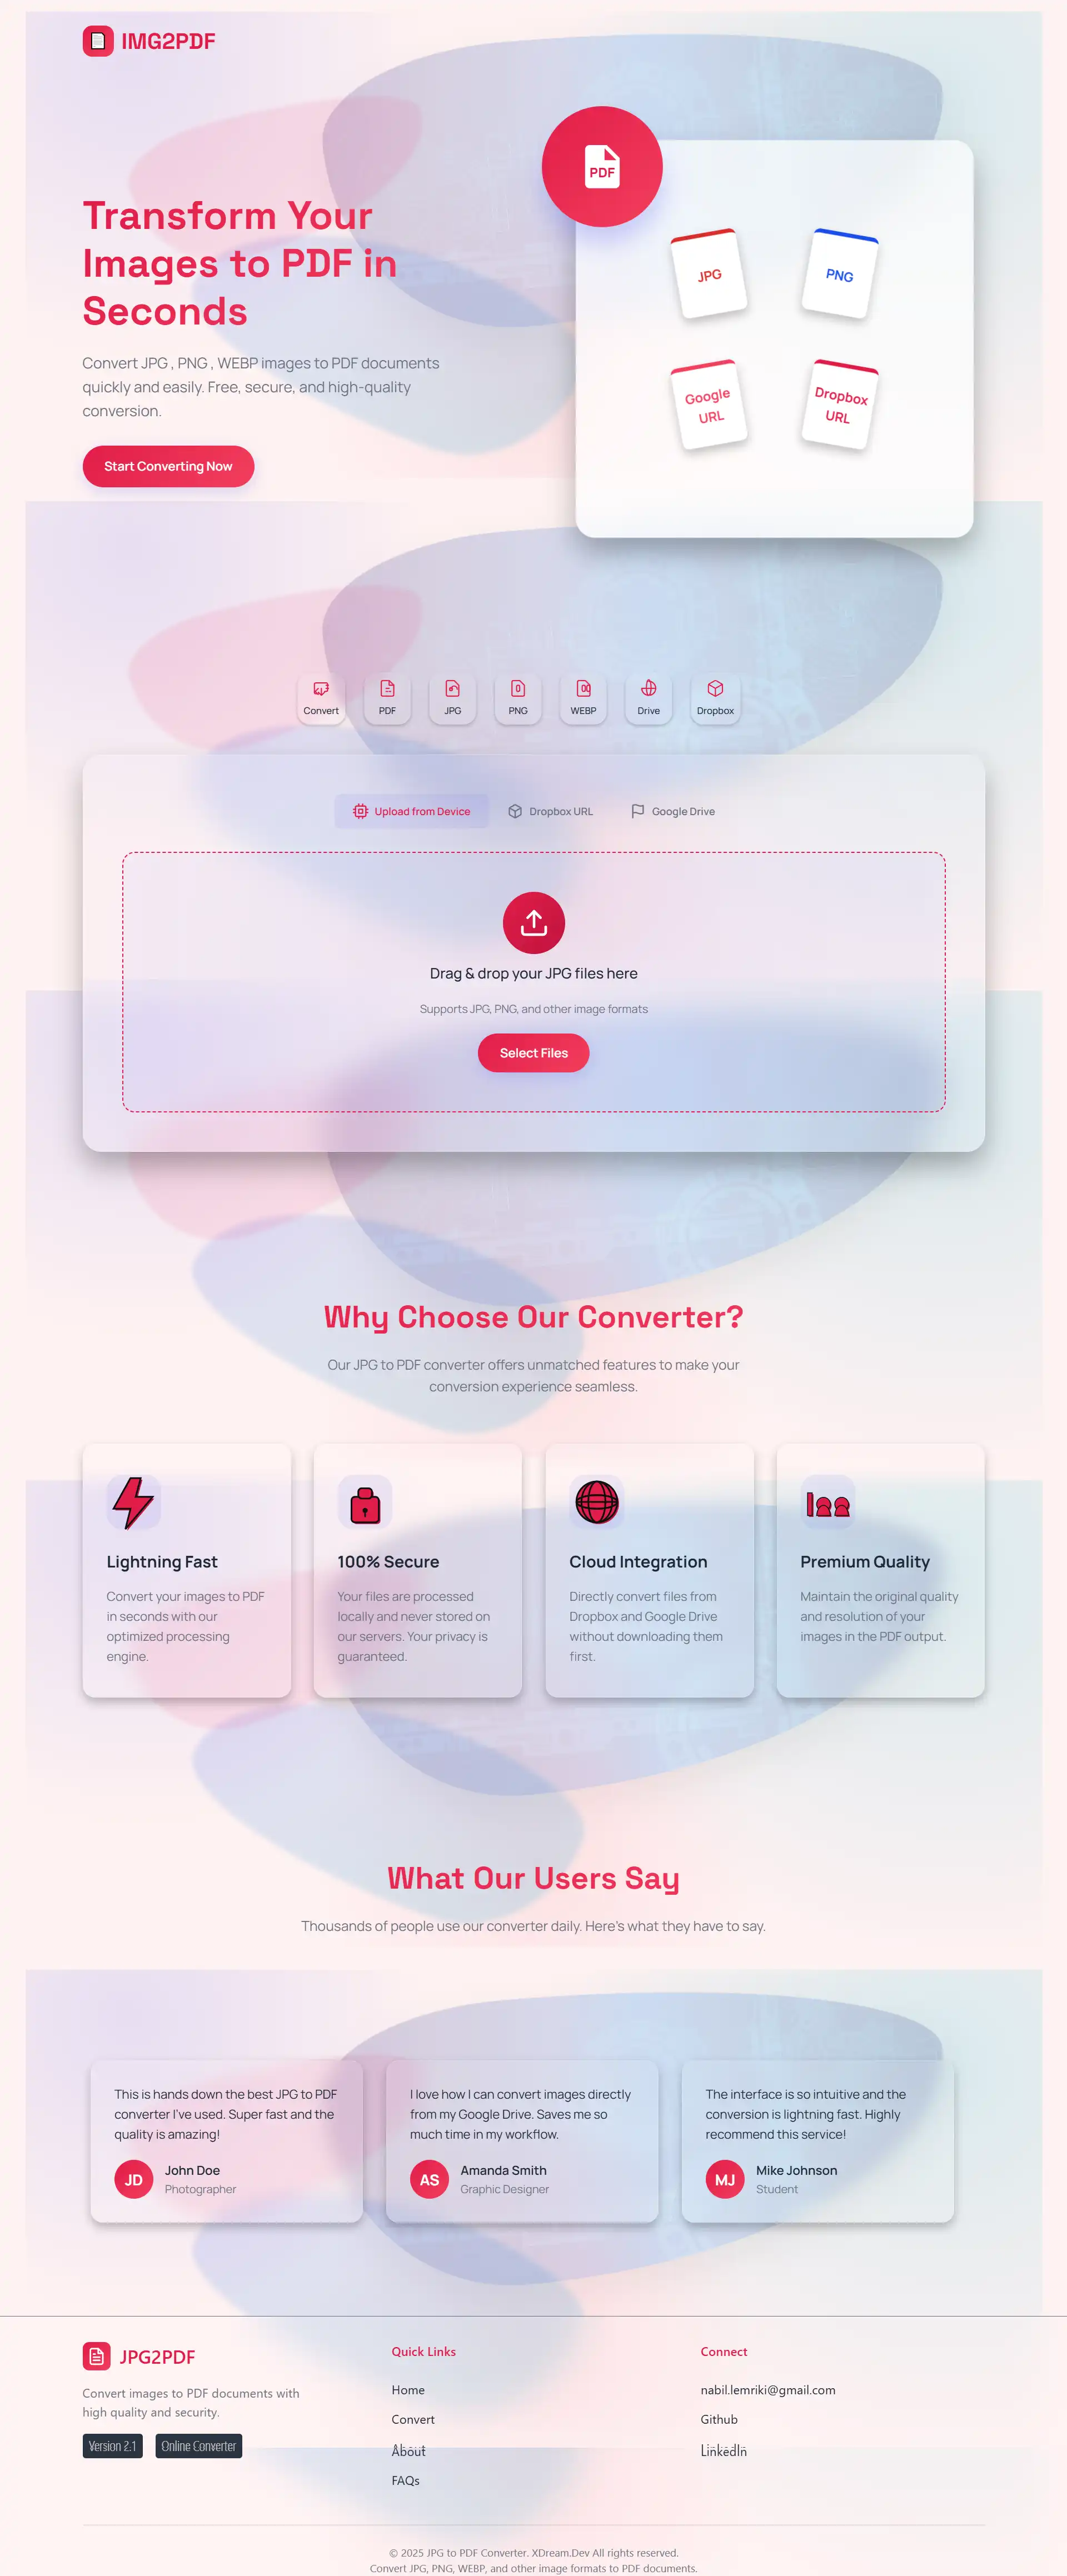 IMG2PDF
Transform Your
Images to PDF in
Seconds
Convert JPG , PNG , WEBP images to PDF documents
quickly and easily. Free, secure, and high-quality
conversion.
Start Converting Now
PDF
JPG
PNG
Google
URL
Dropbox
URL
Convert
PDF
JPG
PNG
WEBP
Drive
Dropbox
Upload from Device
Dropbox URL
Google Drive
Drag & drop your JPG files here
Supports JPG, PNG, and other image formats
Select Files
Why Choose Our Converter?
Our JPG to PDF converter offers unmatched features to make your
conversion experience seamless.
Lightning Fast
Convert your images to PDF
in seconds with our
optimized processing
engine.
100% Secure
Your files are processed
locally and never stored on
our servers. Your privacy is
guaranteed.
Cloud Integration
Directly convert files from
Dropbox and Google Drive
without downloading them
first.
Premium Quality
Maintain the original quality
and resolution of your
images in the PDF output.
What Our Users Say
Thousands of people use our converter daily. Here's what they have to say.
This is hands down the best JPG to PDF
converter I've used. Super fast and the
quality is amazing!
JD
John Doe
Photographer
I love how I can convert images directly
from my Google Drive. Saves me so
much time in my workflow.
AS
Amanda Smith
Graphic Designer
The interface is so intuitive and the
conversion is lightning fast. Highly
recommend this service!
MJ
Mike Johnson
Student
JPG2PDF
Convert images to PDF documents with
high quality and security.
Version 2.1
Online Converter
Quick Links
Home
Convert
About
FAQs
Connect
nabil.lemriki@gmail.com
Github
LinkedIn
© 2025 JPG to PDF Converter. XDream.Dev All rights reserved.
Convert JPG, PNG, WEBP, and other image formats to PDF documents.